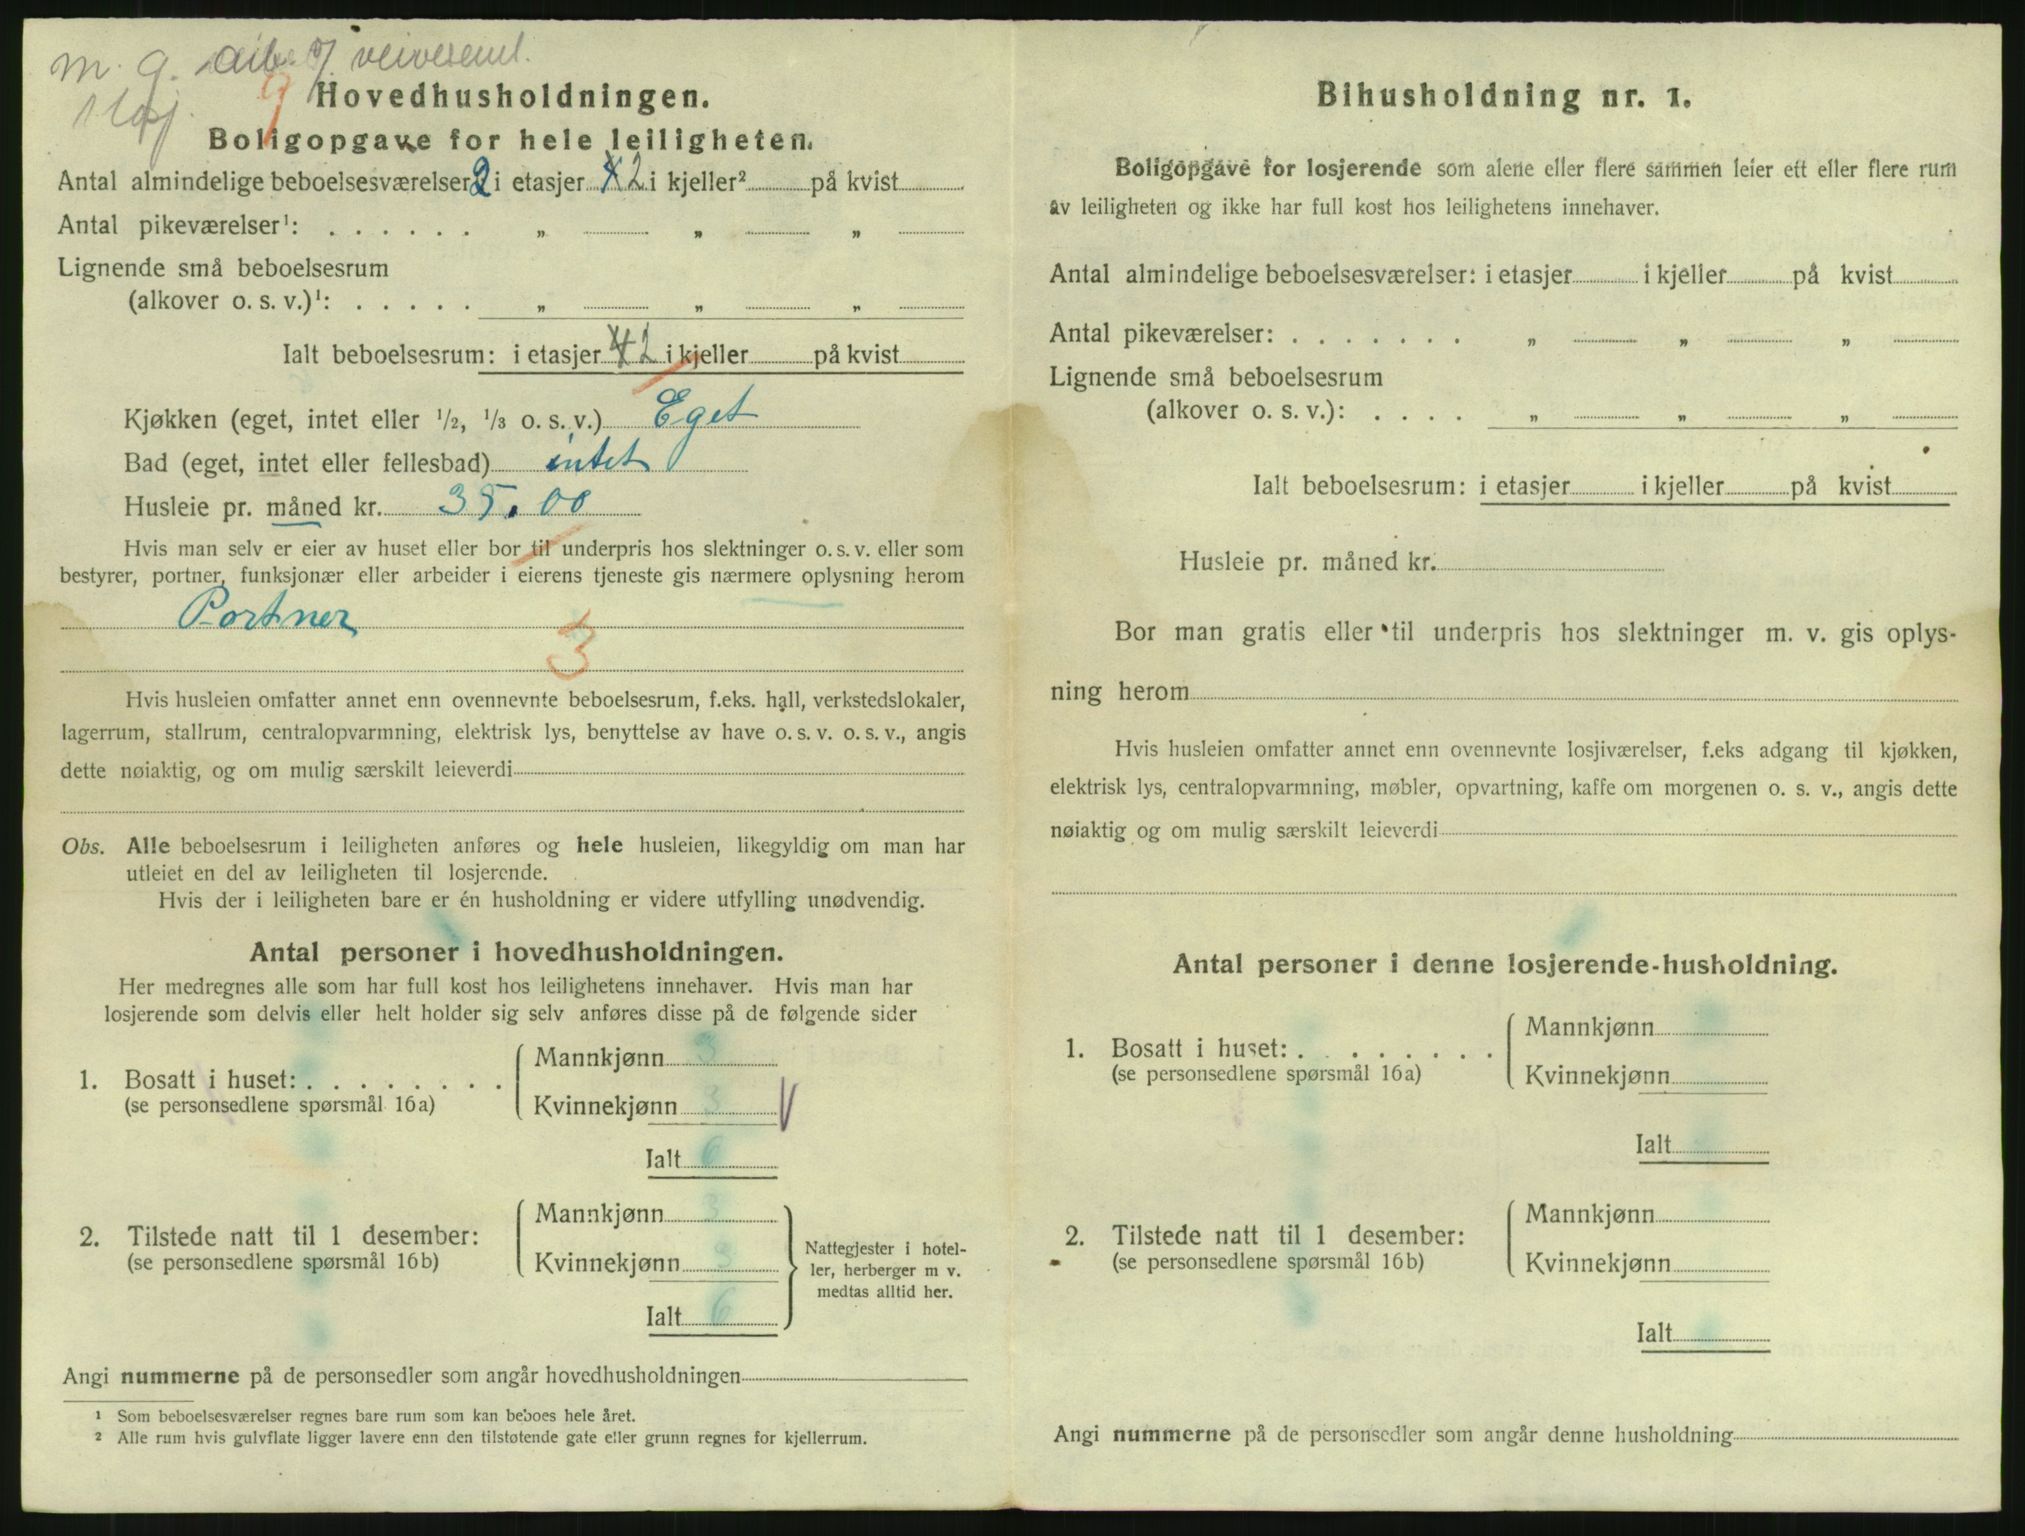 m. g. arb. v/ veivesenet.
1 losj. 9
Hovedhusholdningen.
Boligopgave for hele leiligheten.
Antal almindelige beboelsesværelser 2 i etasjer 2 i kjeller² på kvist
Antal pikeværelser¹: . . . . . . „ „ „
Lignende små beboelsesrum
(alkover o. s. v.)¹: . . . . . „ „ „
Ialt beboelsesrum: i etasjer 2 i kjeller på kvist
Kjøkken (eget, intet eller 1/2, 1/3 o. s. v.) Eget
Bad (eget, intet eller fellesbad) intet
Husleie pr. måned kr. 35.00
Hvis man selv er eier av huset eller bor til underpris hos slektninger o. s. v. eller som
bestyrer, portner, funksjonær eller arbeider i eierens tjeneste gis nærmere oplysning herom
Portner
3
Hvis husleien omfatter annet enn ovennevnte beboelsesrum, f.eks. hall, verkstedslokaler,
lagerrum, stallrum, centralopvarmning, elektrisk lys, benyttelse av have o. s. v. o. s. v., angis
dette nøiaktig, og om mulig særskilt leieverdi
Obs. Alle beboelsesrum i leiligheten anføres og hele husleien, likegyldig om man har
utleiet en del av leiligheten til losjerende.
Hvis der i leiligheten bare er én husholdning er videre utfylling unødvendig.
Antal personer i hovedhusholdningen.
Her medregnes alle som har full kost hos leilighetens innehaver. Hvis man har
losjerende som delvis eller helt holder sig selv anføres disse på de følgende sider
Mannkjønn 3
1. Bosatt i huset: . . . . . . . .
(se personsedlene spørsmål 16a)
Kvinnekjønn 3
Ialt 6
Mannkjønn 3
2. Tilstede natt til 1 desember:
(se personsedlene spørsmål 16b)
Kvinnekjønn 3
Ialt 6
Nattegjester i hotel-
ler, herberger m v.
medtas alltid her.
Angi nummerne på de personsedler som angår hovedhusholdningen
¹ Som beboelsesværelser regnes bare rum som kan beboes hele året.
² Alle rum hvis gulvflate ligger lavere enn den tilstøtende gate eller grunn regnes for kjellerrum.
Bihusholdning nr. 1.
Boligopgave for losjerende som alene eller flere sammen leier ett eller flere rum
av leiligheten og ikke har full kost hos leilighetens innehaver.
Antal almindelige beboelsesværelser: i etasjer i kjeller på kvist
Antal pikeværelser: . . . . . . . „ „ „
Lignende små beboelsesrum
(alkover o. s. v.): . . . . „ „ „
Ialt beboelsesrum: i etasjer i kjeller på kvist
Husleie pr. måned kr.
Bor man gratis eller til underpris hos slektninger m. v. gis oplys-
ning herom
Hvis husleien omfatter annet enn ovennevnte losjiværelser, f.eks adgang til kjøkken,
elektrisk lys, centralopvarmning, møbler, opvartning, kaffe om morgenen o. s. v., angis dette
nøiaktig og om mulig særskilt leieverdi
Antal personer i denne losjerende-husholdning.
Mannkjønn
1. Bosatt i huset: . . . . . . . .
(se personsedlene spørsmål 16a)
Kvinnekjønn
Ialt
Mannkjønn
2. Tilstede natt til 1 desember:
(se personsedlene spørsmål 16b)
Kvinnekjønn
Ialt
Angi nummerne på de personsedler som angår denne husholdning